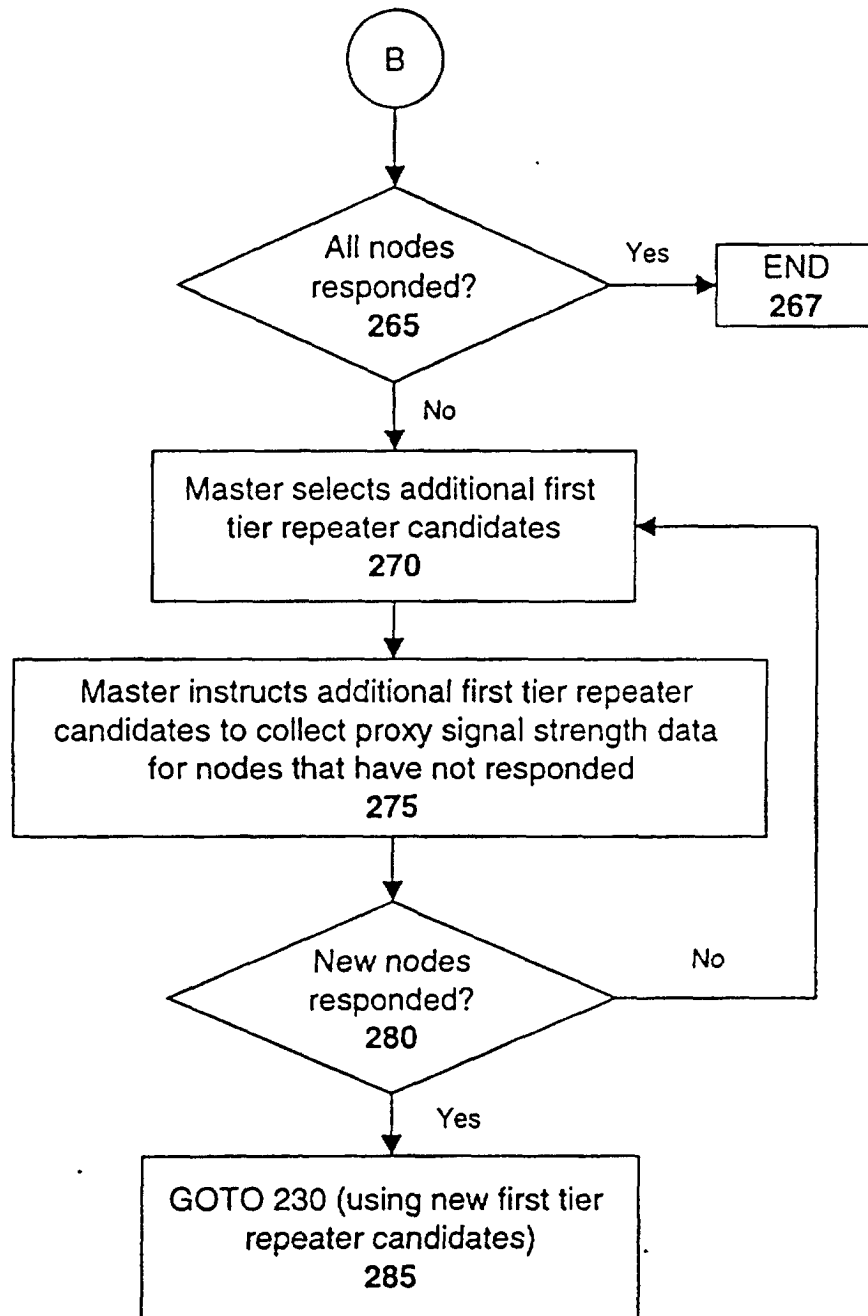 B
All nodes
responded?
265
Yes
END
267
No
Master selects additional first
tier repeater candidates
270
Master instructs additional first tier repeater
candidates to collect proxy signal strength data
for nodes that have not responded
275
New nodes
responded?
280
No
Yes
GOTO 230 (using new first tier
repeater candidates)
285